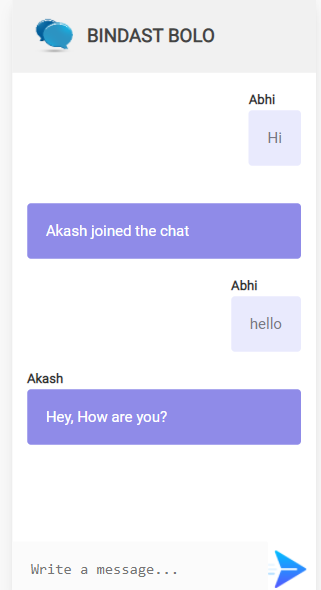 BINDAST BOLO
Abhi
Hi
Akash joined the chat
Abhi
hello
Akash
Hey, How are you?
Write a message...